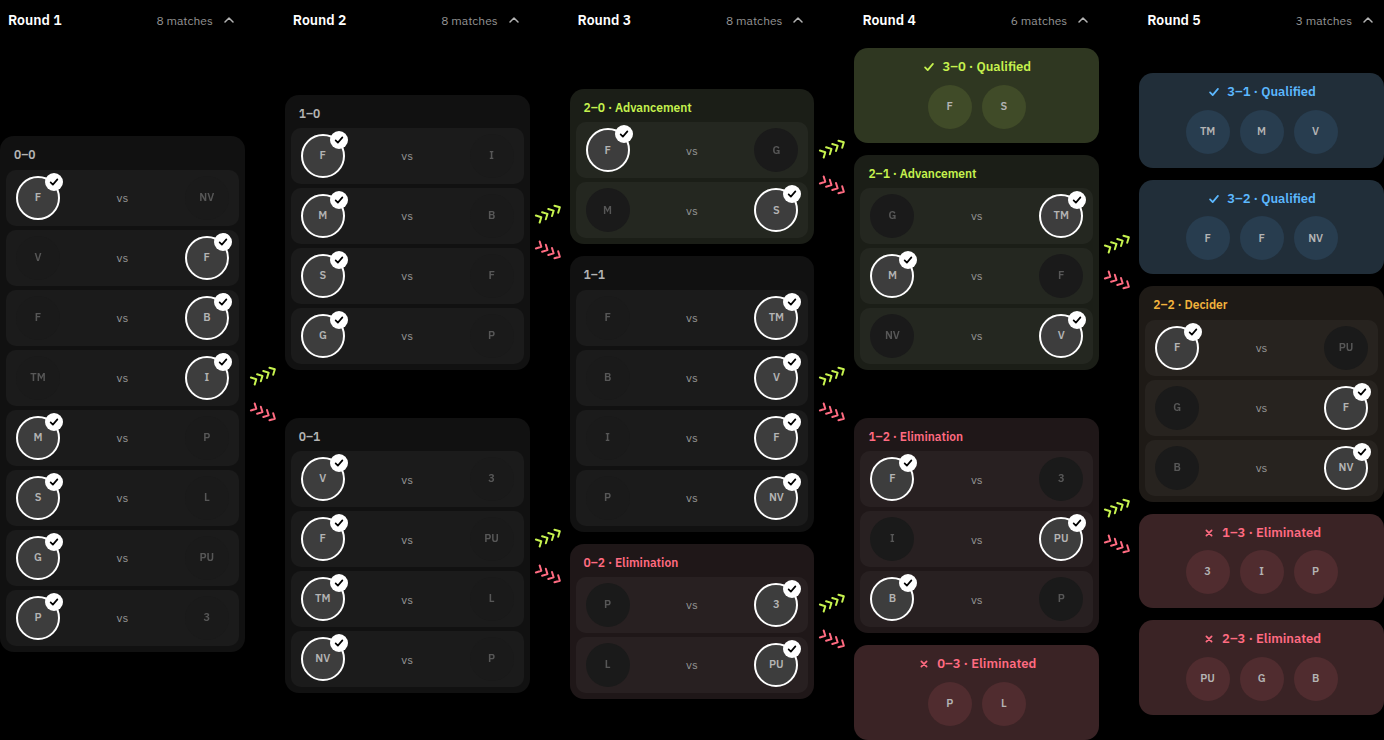 Round 1 8 matches
0–0
F vs NV
V vs F
F vs B
TM vs I
M vs P
S vs L
G vs PU
P vs 3
Round 2 8 matches
1–0
F vs I
M vs B
S vs F
G vs P
0–1
V vs 3
F vs PU
TM vs L
NV vs P
Round 3 8 matches
2–0 · Advancement
F vs G
M vs S
1–1
F vs TM
B vs V
I vs F
P vs NV
0–2 · Elimination
P vs 3
L vs PU
Round 4 6 matches
3–0 · Qualified
F S
2–1 · Advancement
G vs TM
M vs F
NV vs V
1–2 · Elimination
F vs 3
I vs PU
B vs P
0–3 · Eliminated
P L
Round 5 3 matches
3–1 · Qualified
TM M V
3–2 · Qualified
F F NV
2–2 · Decider
F vs PU
G vs F
B vs NV
1–3 · Eliminated
3 I P
2–3 · Eliminated
PU G B